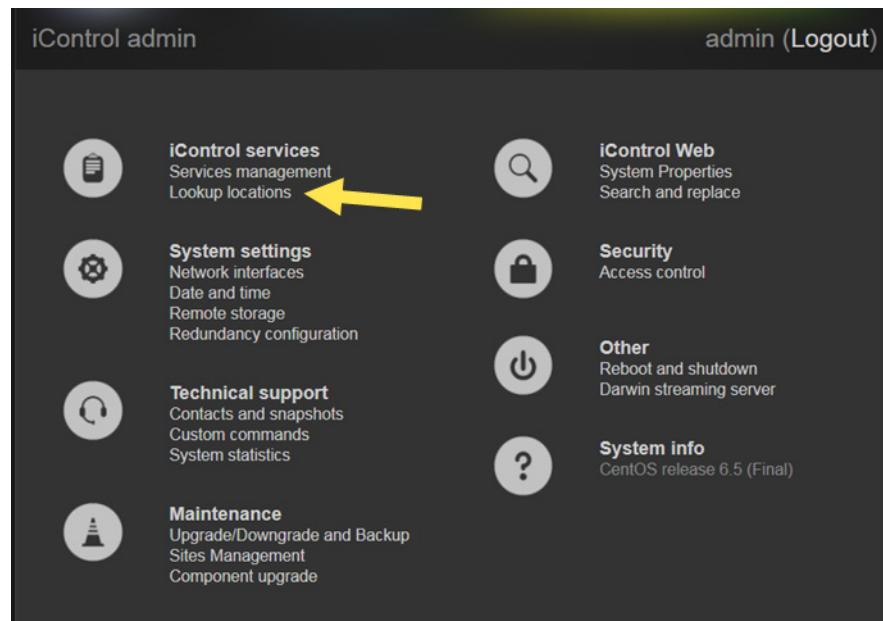 iControl admin
admin (Logout)
iControl services
Services management
Lookup locations
System settings
Network interfaces
Date and time
Remote storage
Redundancy configuration
Technical support
Contacts and snapshots
Custom commands
System statistics
Maintenance
Upgrade/Downgrade and Backup
Sites Management
Component upgrade
iControl Web
System Properties
Search and replace
Security
Access control
Other
Reboot and shutdown
Darwin streaming server
System info
CentOS release 6.5 (Final)